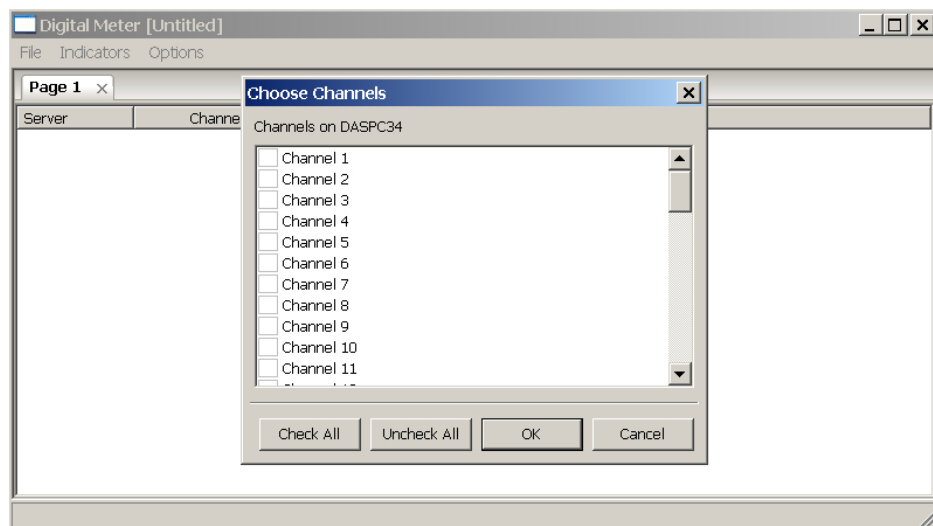 Digital Meter [Untitled]
File Indicators Options
Page 1
Server
Choose Channels
Channels on DASPC34
Channel 1
Channel 2
Channel 3
Channel 4
Channel 5
Channel 6
Channel 7
Channel 8
Channel 9
Channel 10
Channel 11
Check All Uncheck All OK Cancel